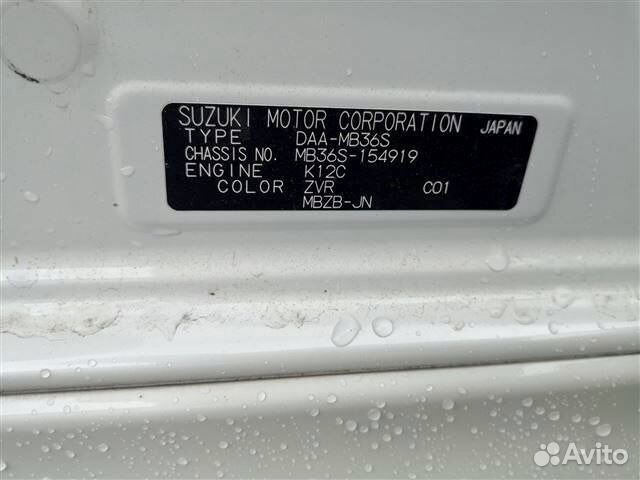 SUZUKI MOTOR CORPORATION JAPAN
TYPE DAA-MB36S
CHASSIS NO. MB36S-154919
ENGINE K12C
COLOR ZVR C01
MBZB-JN
Avito